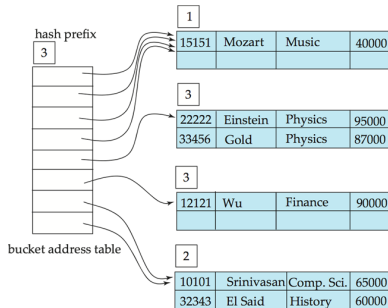 hash prefix
3
bucket address table
1
15151 Mozart Music 40000
3
22222 Einstein Physics 95000
33456 Gold Physics 87000
3
12121 Wu Finance 90000
2
10101 Srinivasan Comp. Sci. 65000
32343 El Said History 60000